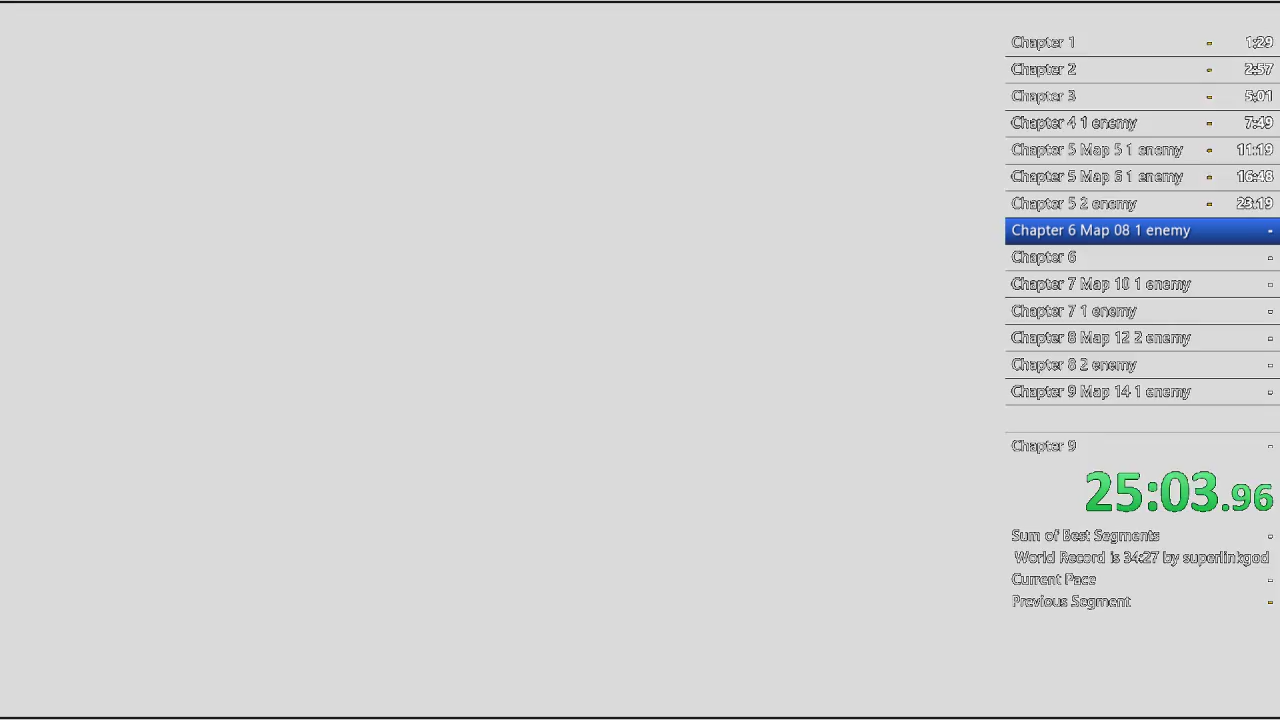 Chapter 1 - 1:29
Chapter 2 - 2:57
Chapter 3 - 5:01
Chapter 4 1 enemy - 7:49
Chapter 5 Map 5 1 enemy - 11:19
Chapter 5 Map 6 1 enemy - 16:48
Chapter 5 2 enemy - 23:19
Chapter 6 Map 08 1 enemy -
Chapter 6 -
Chapter 7 Map 10 1 enemy -
Chapter 7 1 enemy -
Chapter 8 Map 12 2 enemy -
Chapter 8 2 enemy -
Chapter 9 Map 14 1 enemy -
Chapter 9 -
25:03.96
Sum of Best Segments -
World Record is 34:27 by superlinkgod
Current Pace -
Previous Segment -